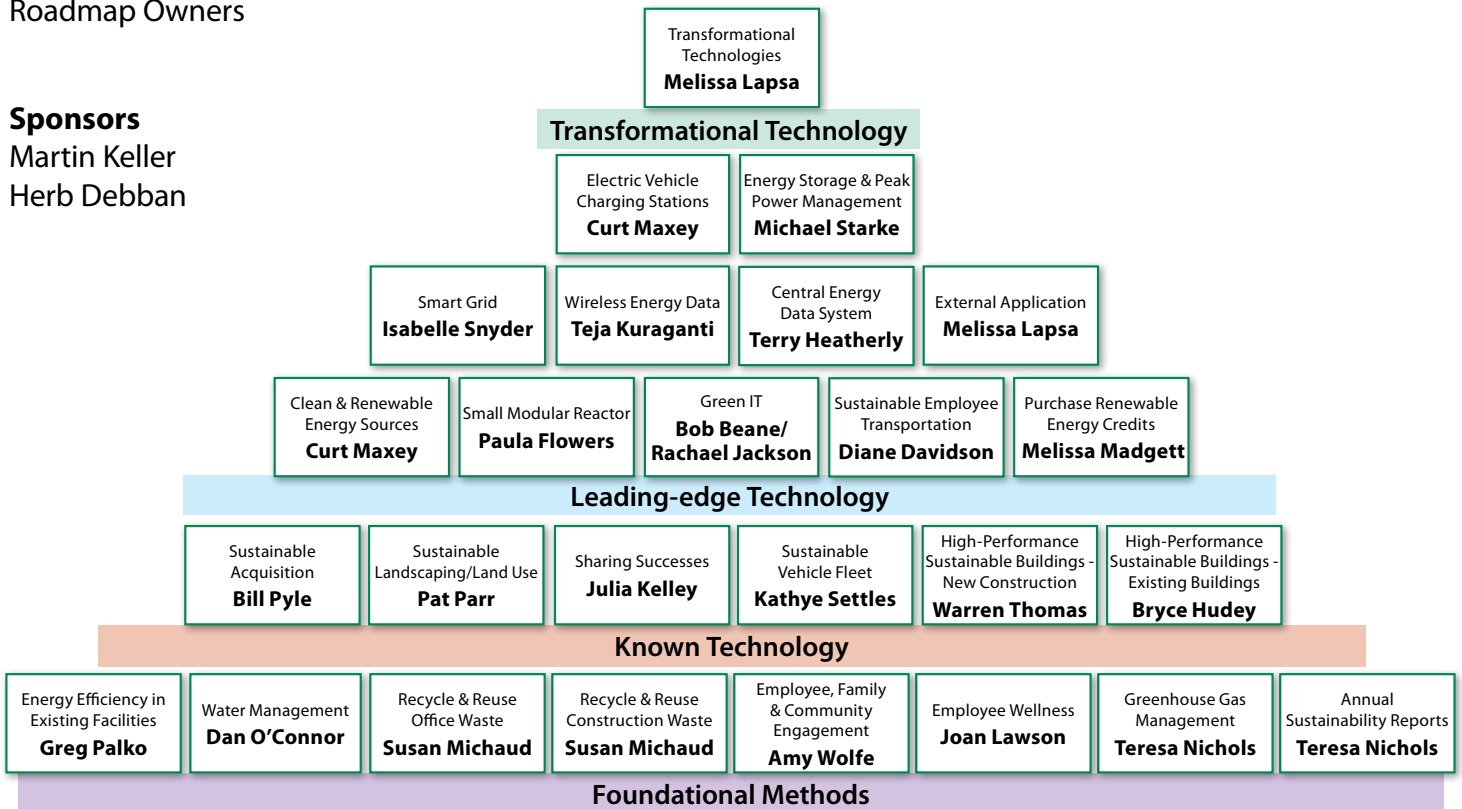 Roadmap Owners
Sponsors
Martin Keller
Herb Debban
Transformational
Technologies
Melissa Lapsa
Transformational Technology
Electric Vehicle
Charging Stations
Curt Maxey
Energy Storage & Peak
Power Management
Michael Starke
Smart Grid
Isabelle Snyder
Wireless Energy Data
Teja Kuraganti
Central Energy
Data System
Terry Heatherly
External Application
Melissa Lapsa
Clean & Renewable
Energy Sources
Curt Maxey
Small Modular Reactor
Paula Flowers
Green IT
Bob Beane/
Rachael Jackson
Sustainable Employee
Transportation
Diane Davidson
Purchase Renewable
Energy Credits
Melissa Madgett
Leading-edge Technology
Sustainable
Acquisition
Bill Pyle
Sustainable
Landscaping/Land Use
Pat Parr
Sharing Successes
Julia Kelley
Sustainable
Vehicle Fleet
Kathye Settles
High-Performance
Sustainable Buildings -
New Construction
Warren Thomas
High-Performance
Sustainable Buildings -
Existing Buildings
Bryce Hudey
Known Technology
Energy Efficiency in
Existing Facilities
Greg Palko
Water Management
Dan O'Connor
Recycle & Reuse
Office Waste
Susan Michaud
Recycle & Reuse
Construction Waste
Susan Michaud
Employee, Family
& Community
Engagement
Amy Wolfe
Employee Wellness
Joan Lawson
Greenhouse Gas
Management
Teresa Nichols
Annual
Sustainability Reports
Teresa Nichols
Foundational Methods